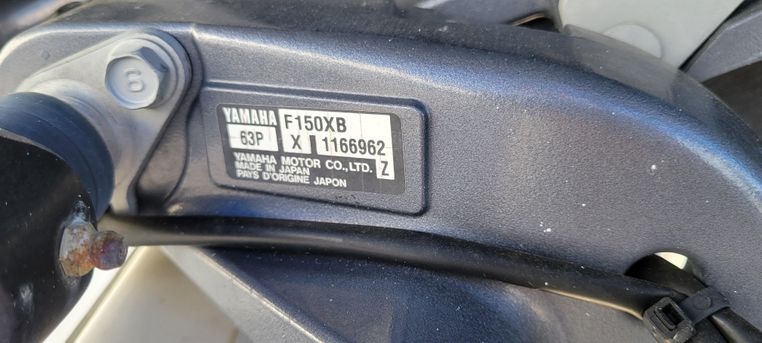 6
YAMAHA F150XB
63P X 1166962
YAMAHA MOTOR CO., LTD. Z
MADE IN JAPAN
PAYS D'ORIGINE JAPON